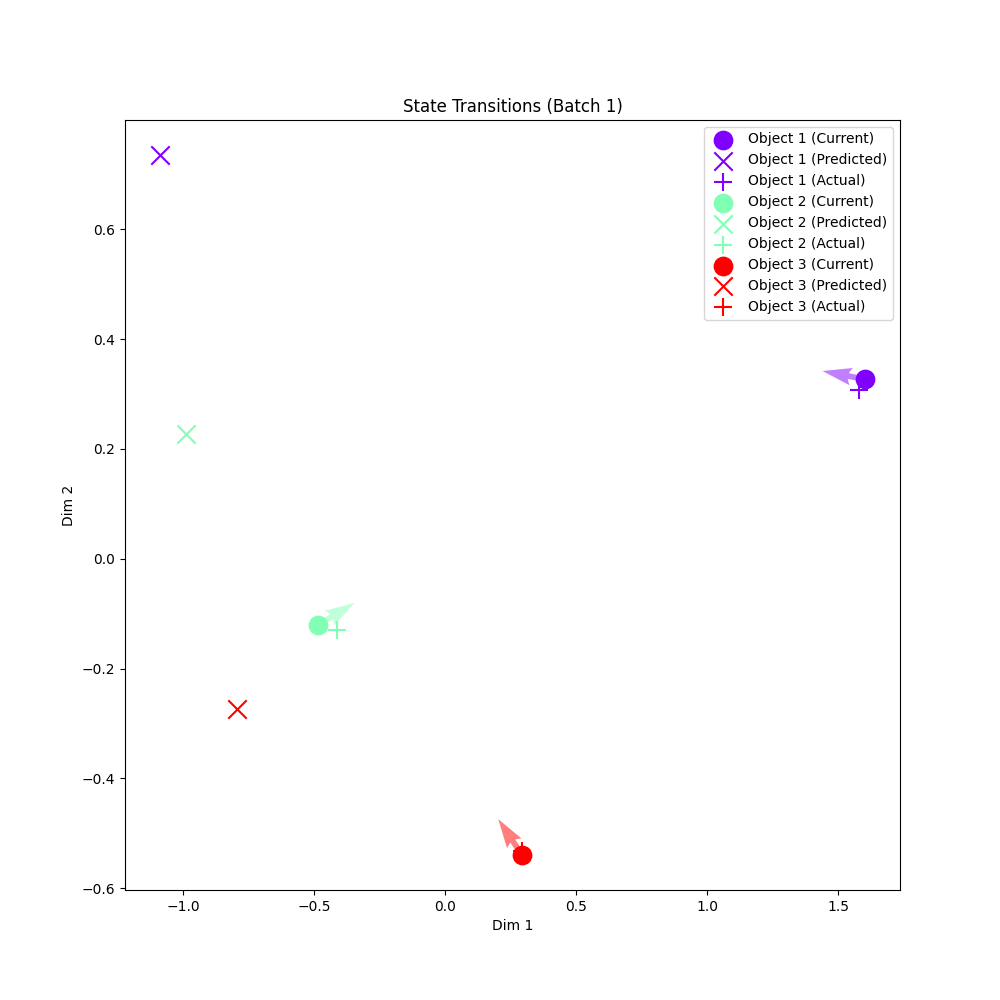 State Transitions (Batch 1)
Object 1 (Current)
Object 1 (Predicted)
Object 1 (Actual)
Object 2 (Current)
Object 2 (Predicted)
Object 2 (Actual)
Object 3 (Current)
Object 3 (Predicted)
Object 3 (Actual)
0.6
0.4
0.2
0.0
−0.2
−0.4
−0.6
Dim 2
−1.0
−0.5
0.0
0.5
1.0
1.5
Dim 1